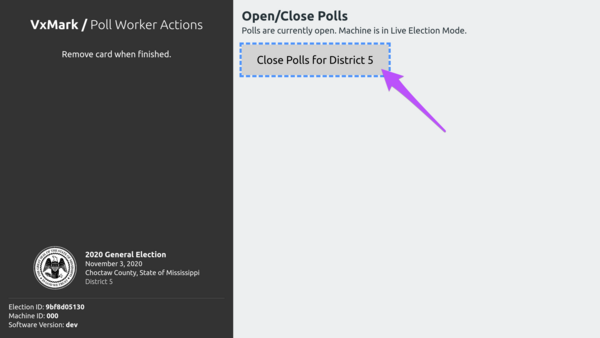 VxMark / Poll Worker Actions
Remove card when finished.
2020 General Election
November 3, 2020
Choctaw County, State of Mississippi
District 5
Election ID: 9bf8d05130
Machine ID: 000
Software Version: dev
Open/Close Polls
Polls are currently open. Machine is in Live Election Mode.
Close Polls for District 5